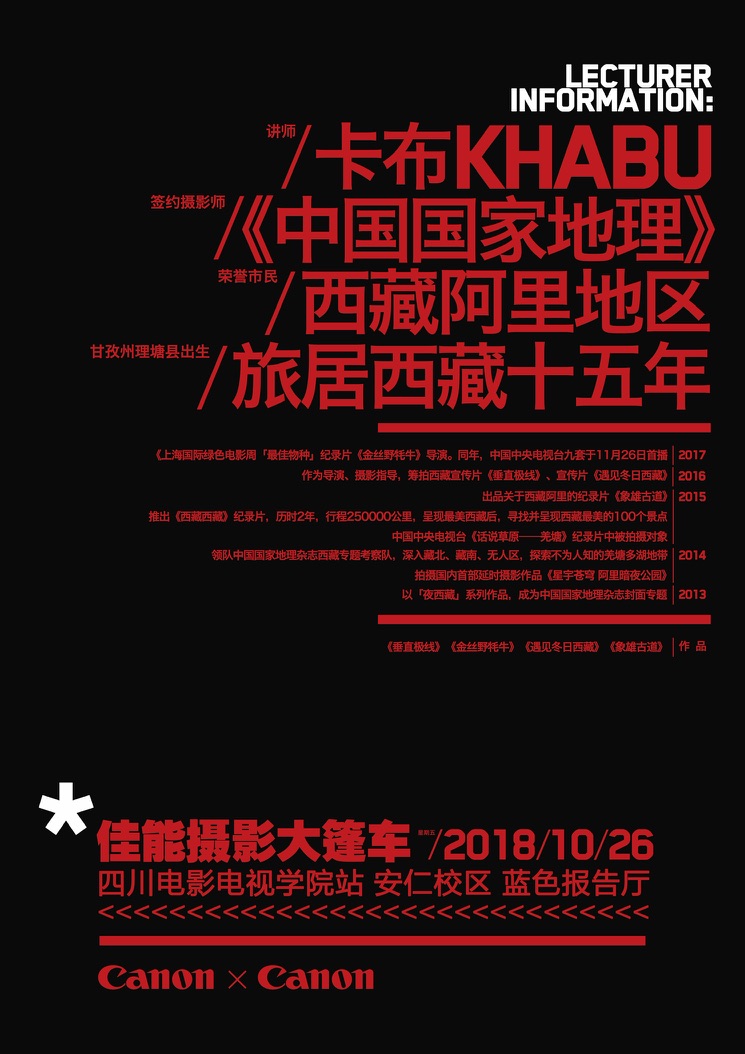 LECTURER
INFORMATION:
讲师/卡布KHABU
签约摄影师/《中国国家地理》
荣誉市民/西藏阿里地区
甘孜州理塘县出生/旅居西藏十五年
《上海国际绿色电影周「最佳物种」纪录片《金丝野牦牛》导演。同年，中国中央电视台九套于11月26日首播 2017
作为导演、摄影指导，筹拍西藏宣传片《垂直极线》、宣传片《遇见冬日西藏》 2016
出品关于西藏阿里的纪录片《象雄古道》 2015
推出《西藏西藏》纪录片，历时2年，行程250000公里，呈现最美西藏后，寻找并呈现西藏最美的100个景点
中国中央电视台《话说草原——羌塘》纪录片中被拍摄对象
领队中国国家地理杂志西藏专题考察队，深入藏北、藏南、无人区，探索不为人知的羌塘多湖地带 2014
拍摄国内首部延时摄影作品《星宇苍穹 阿里暗夜公园》
以「夜西藏」系列作品，成为中国国家地理杂志封面专题 2013
《垂直极线》《金丝野牦牛》《遇见冬日西藏》《象雄古道》 作 品
*
佳能摄影大篷车 星期五/2018/10/26
四川电影电视学院站 安仁校区 蓝色报告厅
<<<<<<<<<<<<<<<<<<<<<<<<<<<<<<<
Canon × Canon